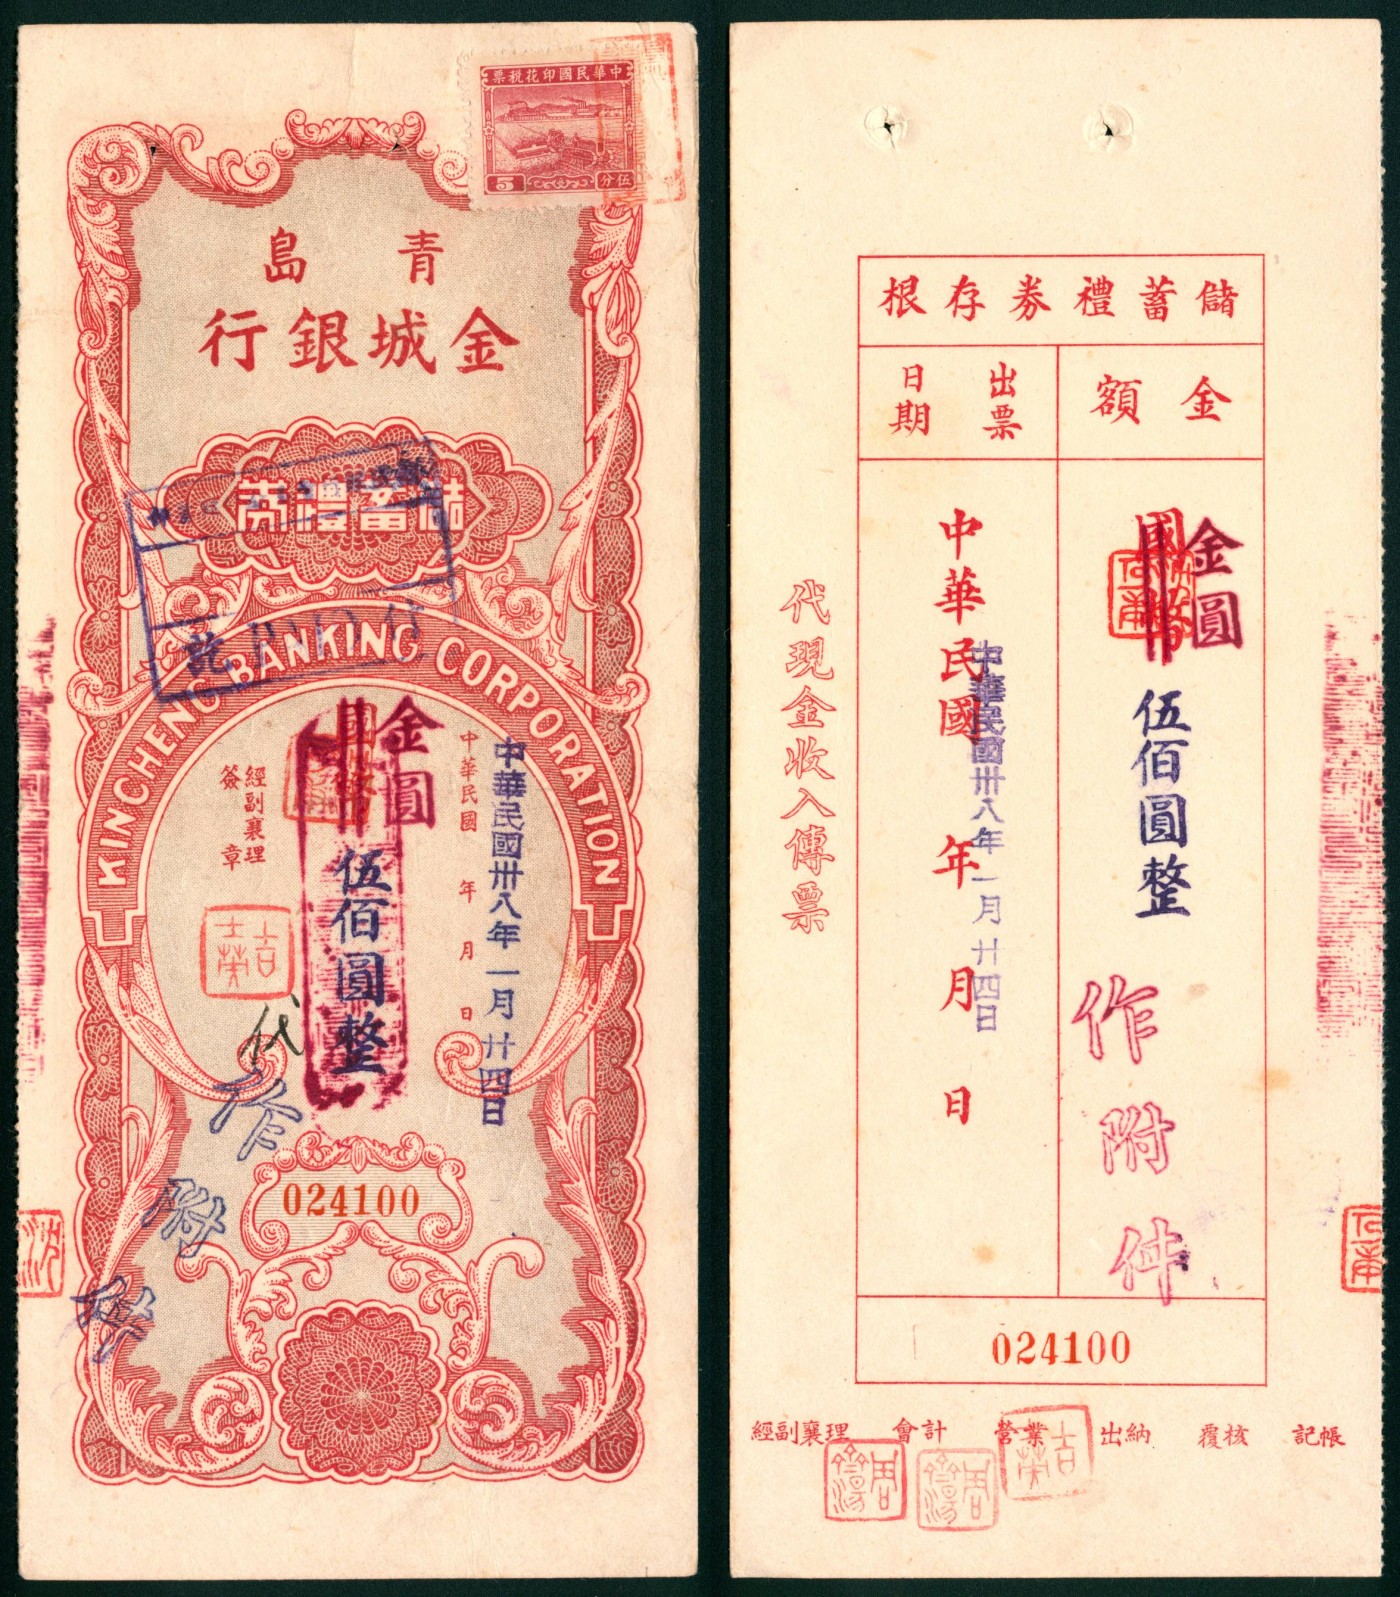 中華民國印花稅票
5
伍分
青島
金城銀行
儲蓄禮券
PAID
KINCHENG BANKING CORPORATION
金圓
伍佰圓整
中華民國 年 月 日
中華民國卅八年一月廿四日
經副襄理
簽章
代
作
附
件
024100
沈
儲蓄禮券存根
金額
出票
日期
金圓
伍佰圓整
中華民國 年 月 日
中華民國卅八年一月廿四日
作附件
代現金收入傳票
024100
記帳
覆核
出納
營業
會計
經副襄理